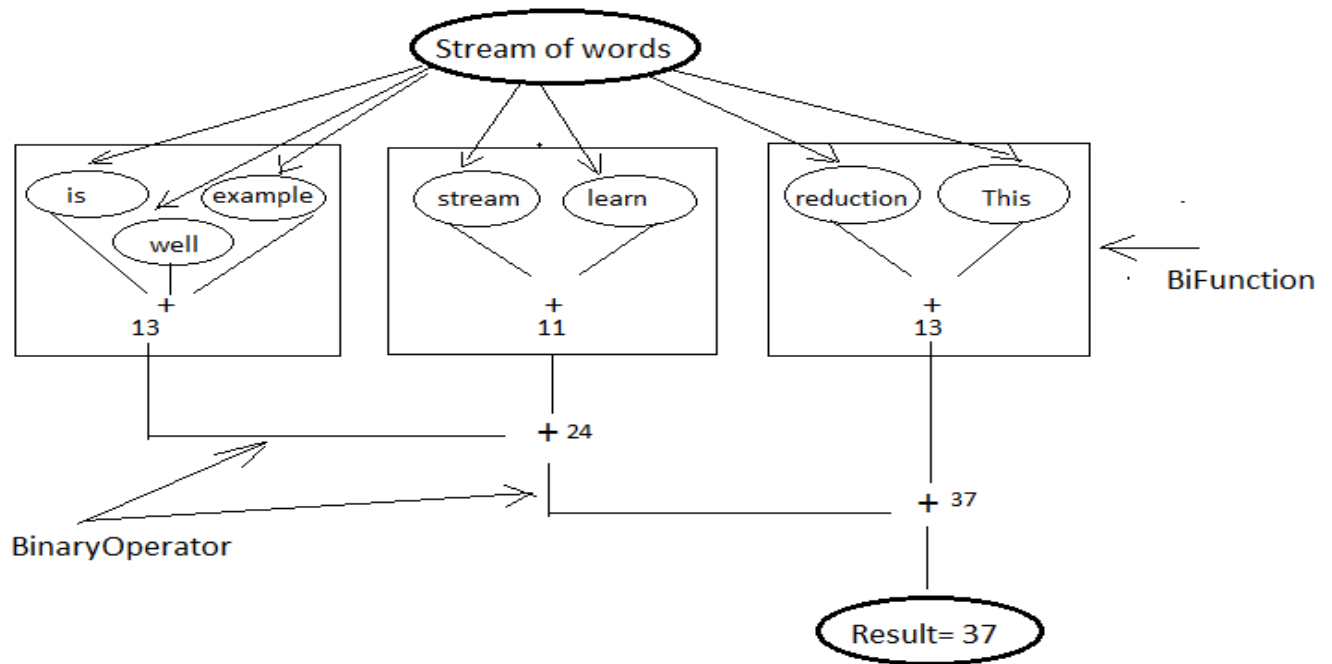 Stream of words
is
example
well
+
13
stream
learn
+
11
reduction
This
+
13
BiFunction
+ 24
+ 37
BinaryOperator
Result= 37